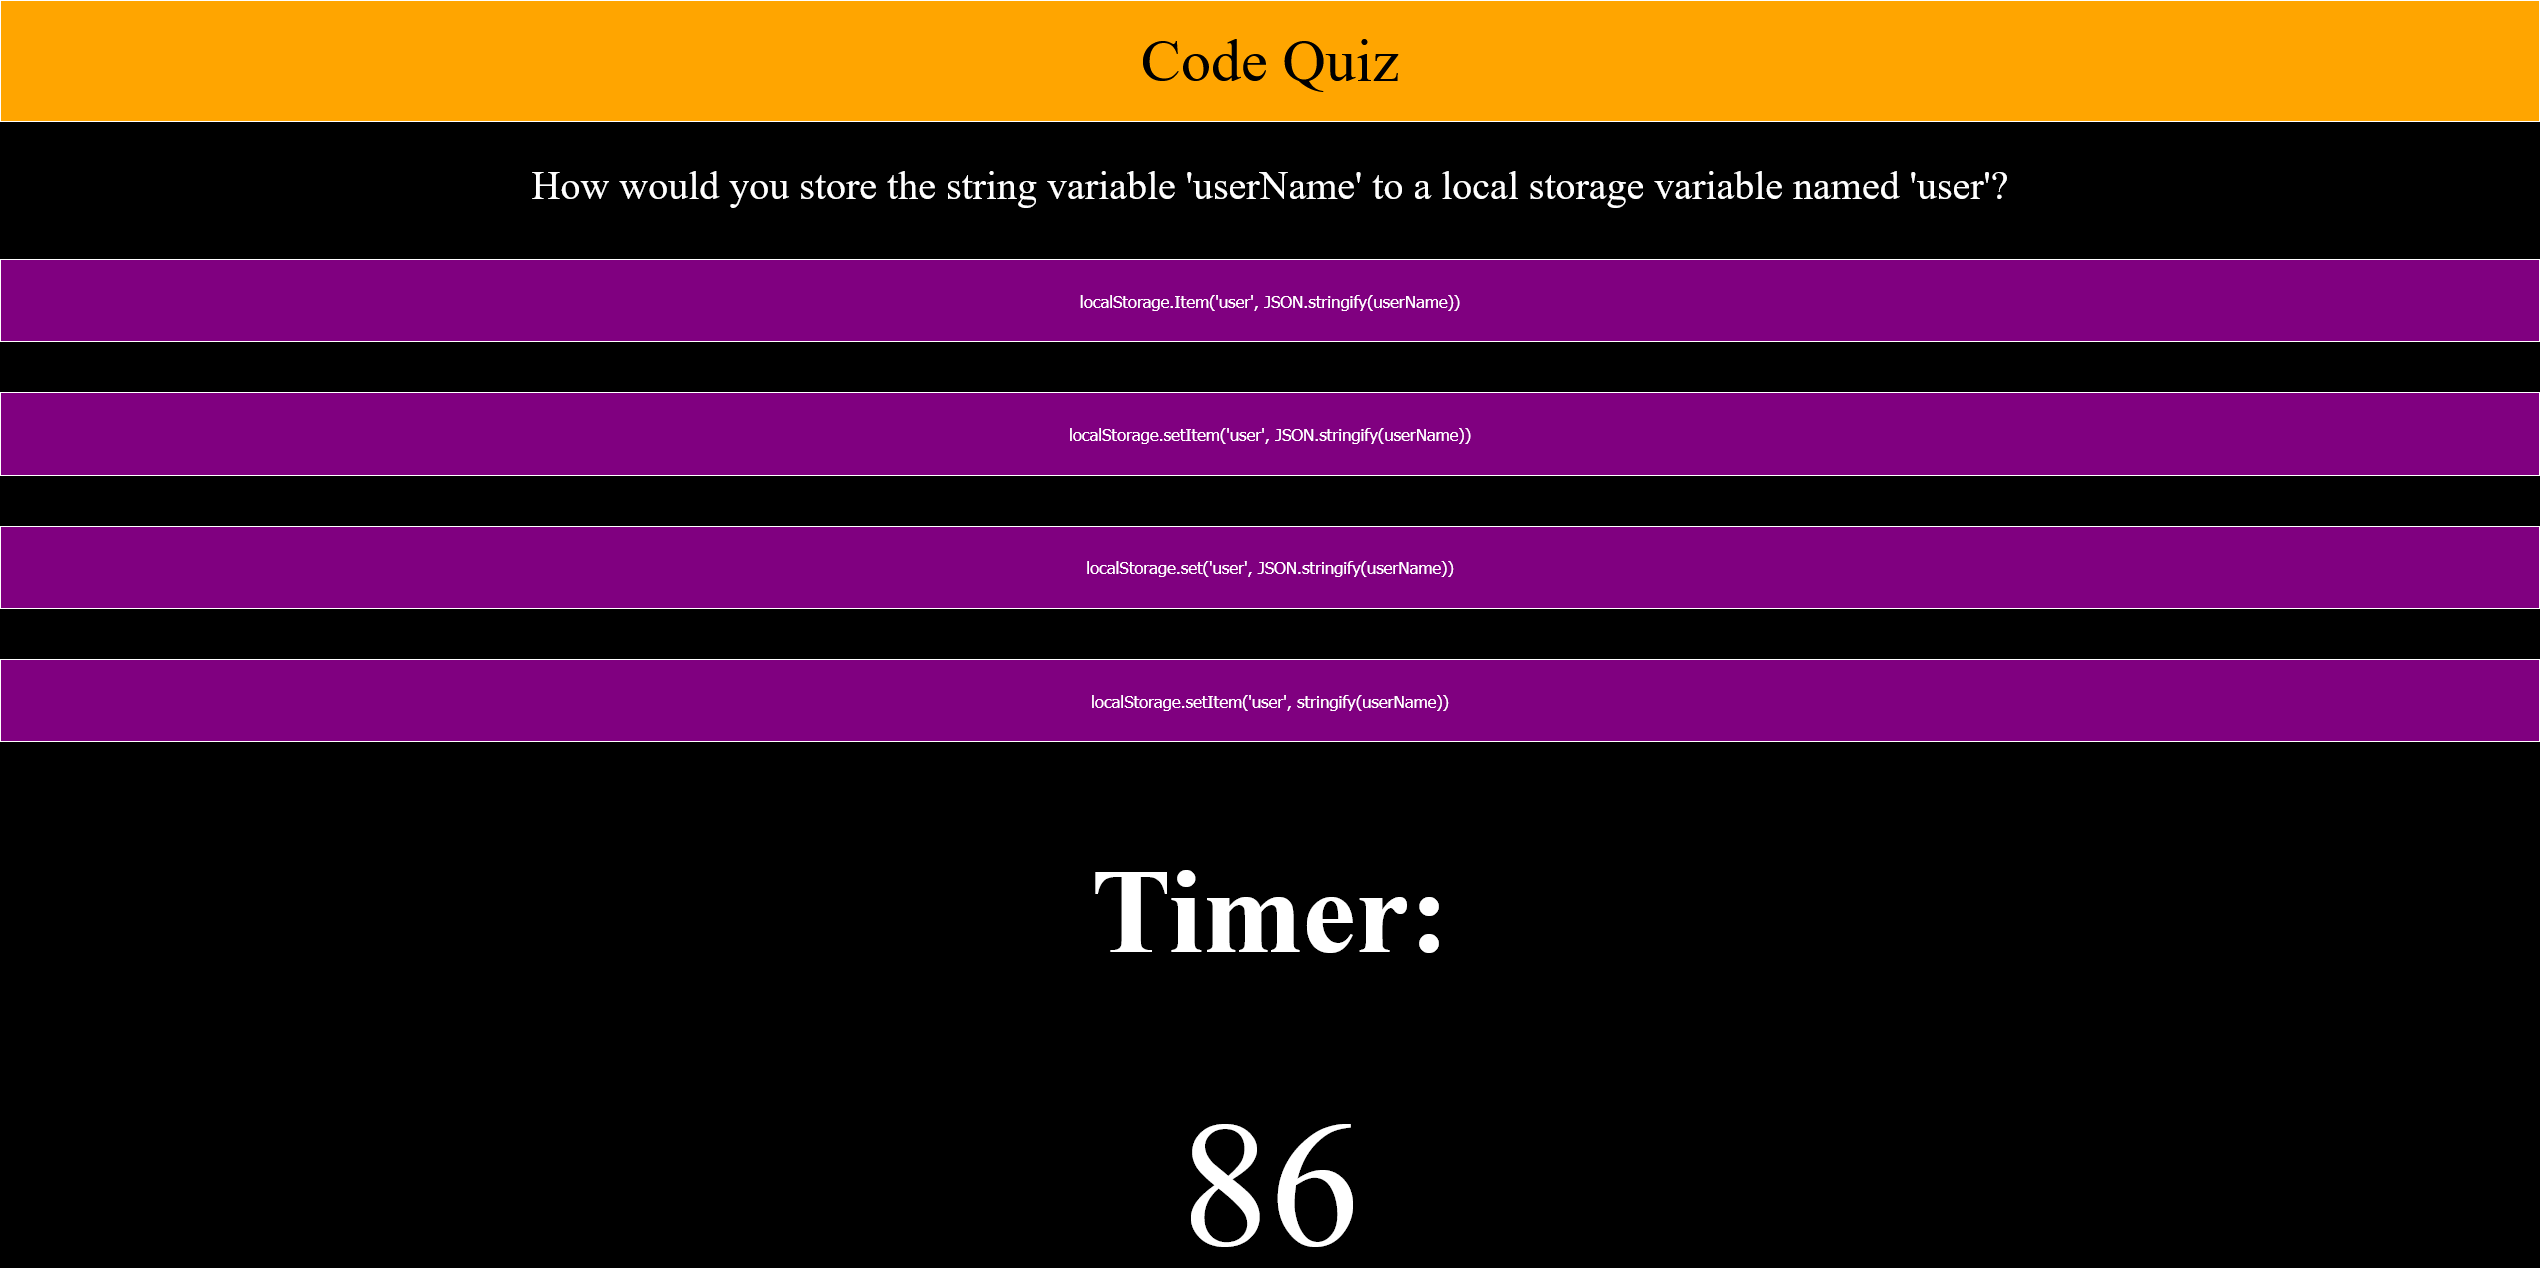 Code Quiz
How would you store the string variable 'userName' to a local storage variable named 'user'?
localStorage.Item('user', JSON.stringify(userName))
localStorage.setItem('user', JSON.stringify(userName))
localStorage.set('user', JSON.stringify(userName))
localStorage.setItem('user', stringify(userName))
Timer:
86